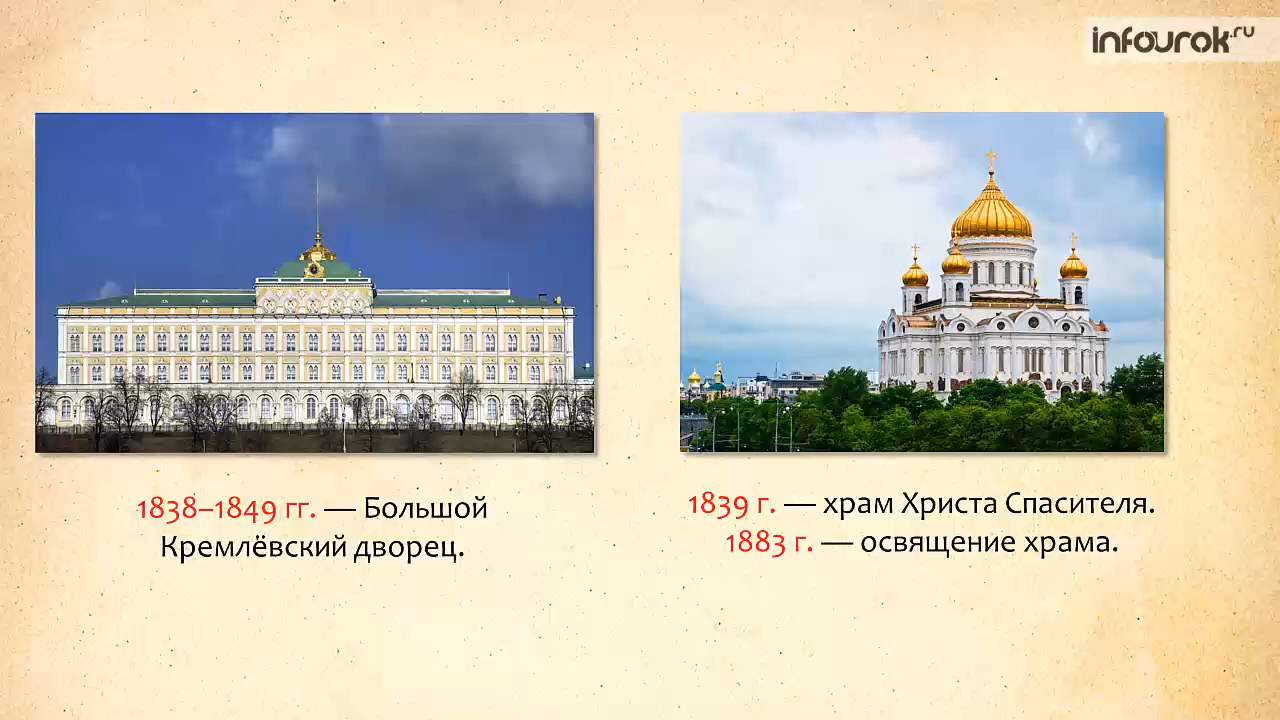 infourok.ru
1838–1849 гг. — Большой
Кремлёвский дворец.
1839 г. — храм Христа Спасителя.
1883 г. — освящение храма.